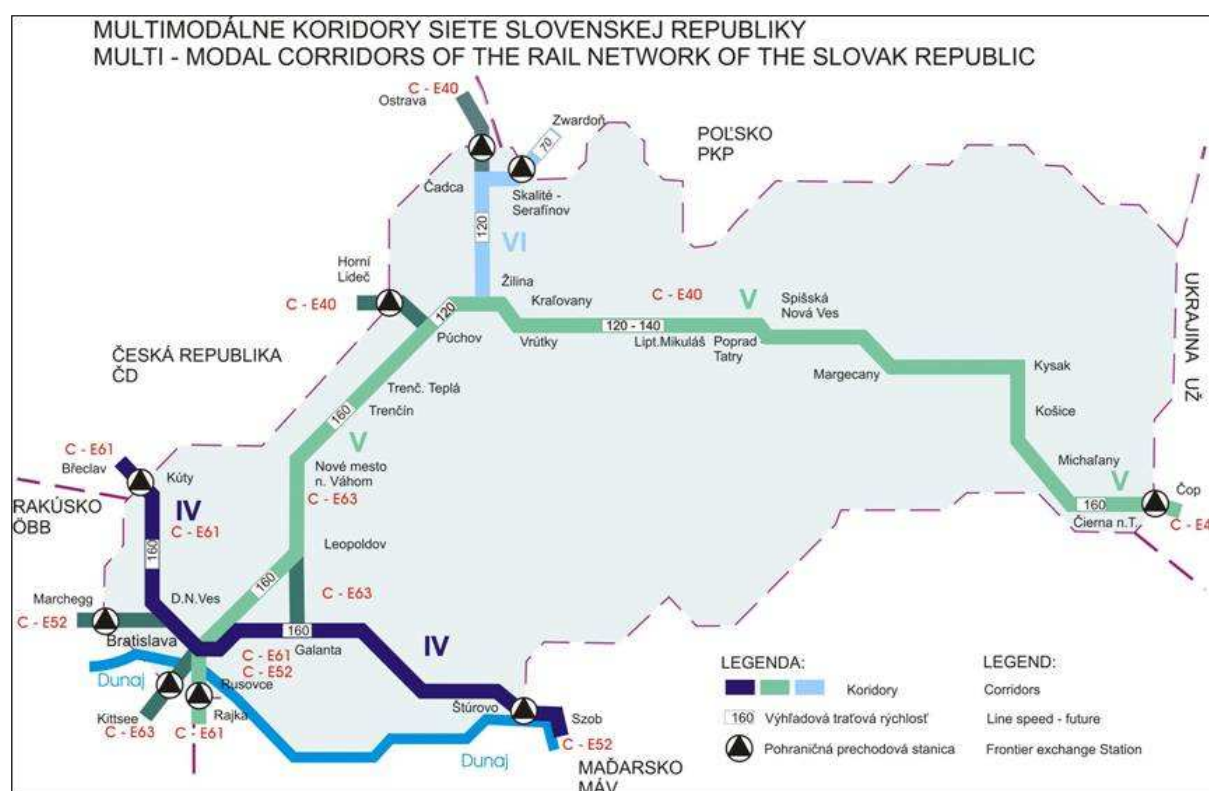 MULTIMODÁLNE KORIDORY SIETE SLOVENSKEJ REPUBLIKY
MULTI - MODAL CORRIDORS OF THE RAIL NETWORK OF THE SLOVAK REPUBLIC
C - E40
Ostrava
Zwardoň
70
POĽSKO
PKP
Čadca
Skalité -
Serafínov
120
VI
Horní
Lideč
Žilina
C - E40
Kraľovany
C - E40
V
Spišská
Nová Ves
UKRAJINA UŽ
120
120 - 140
Púchov
Vrútky
Lipt.Mikuláš
Poprad
Tatry
ČESKÁ REPUBLIKA
ČD
Margecany
Kysak
Trenč. Teplá
Trenčín
160
Košice
V
C - E61
Břeclav
Kúty
Nové mesto
n. Váhom
Michaľany
V
RAKÚSKO
ÖBB
IV
C - E61
C - E63
160
Čop
Čierna n.T.
C - E4
160
Leopoldov
160
Marchegg
D.N.Ves
C - E63
C - E52
Bratislava
160
Galanta
IV
C - E61
C - E52
LEGENDA:
LEGEND:
Dunaj
Rusovce
Koridory
Corridors
Kittsee
Rajka
Štúrovo
Szob
160
Výhľadová traťová rýchlosť
Line speed - future
C - E63
C - E61
C - E52
Dunaj
Pohraničná prechodová stanica
Frontier exchange Station
MAĎARSKO
MÁV